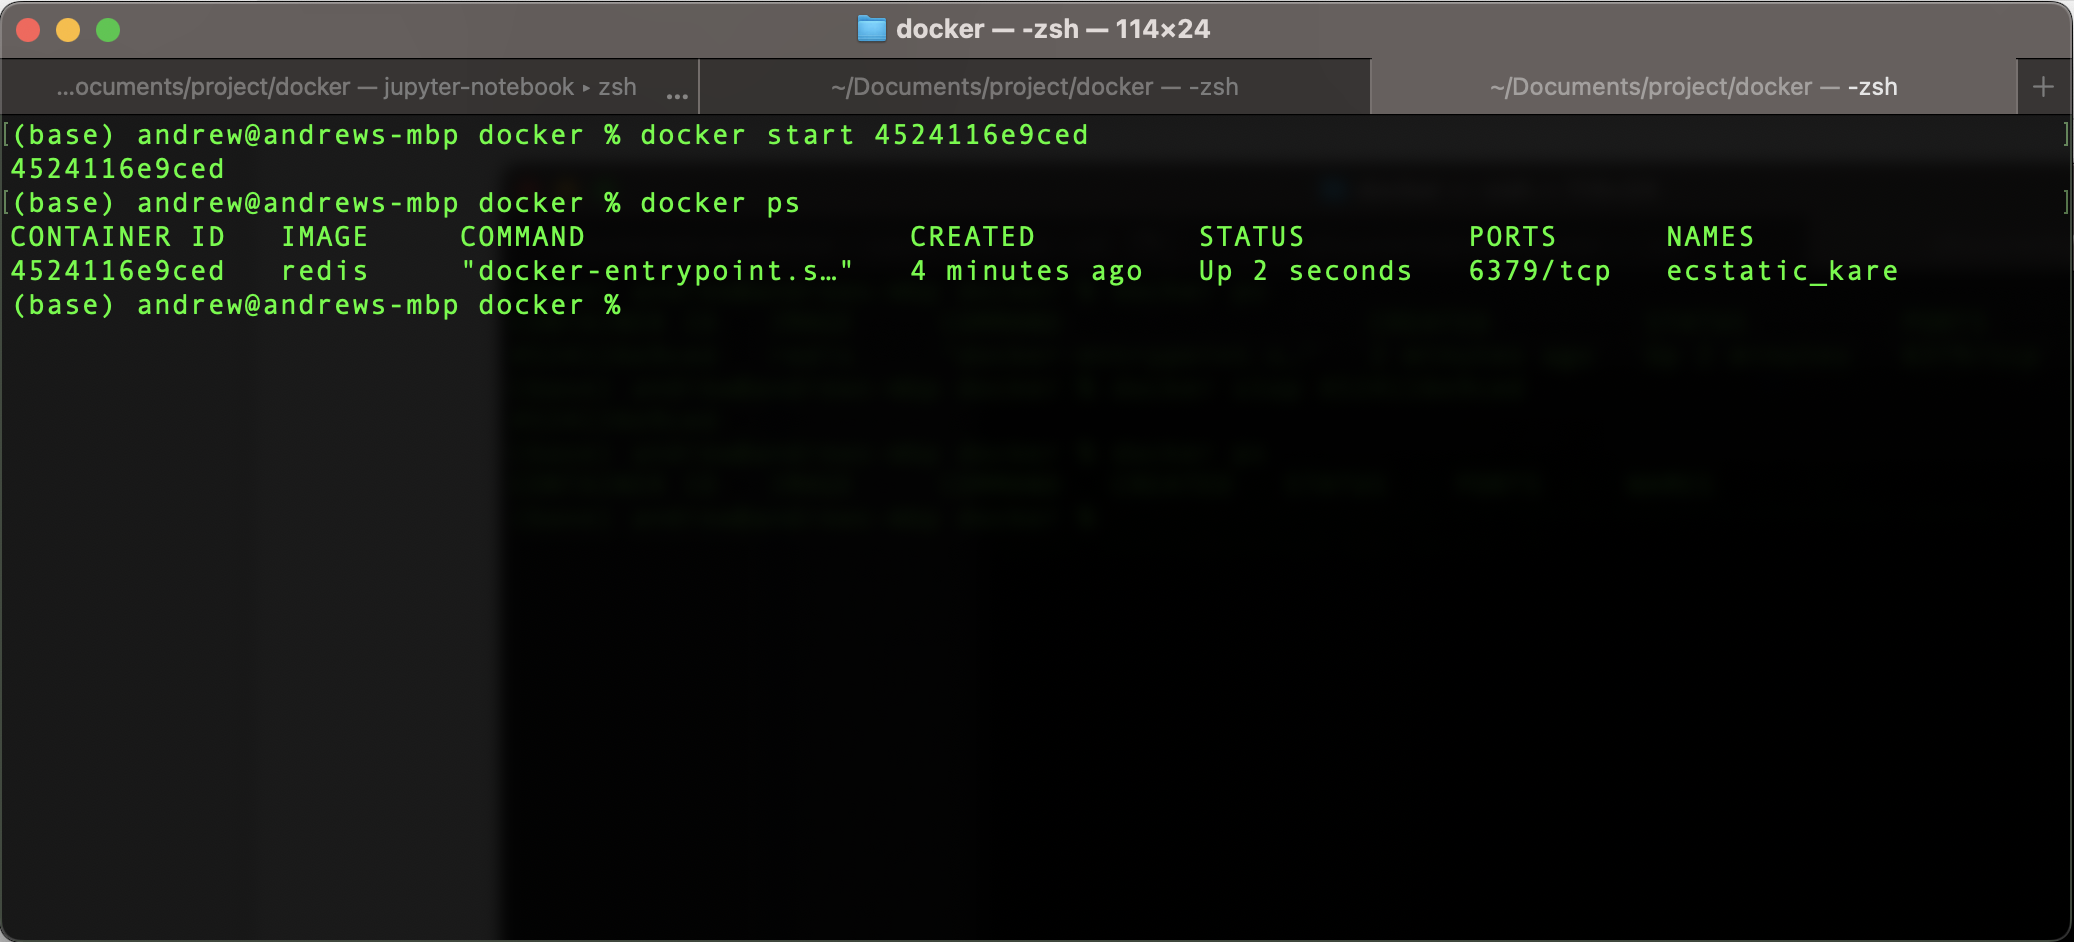 docker — -zsh — 114×24
...ocuments/project/docker — jupyter-notebook ▸ zsh ...
~/Documents/project/docker — -zsh
~/Documents/project/docker — -zsh
+
[(base) andrew@andrews-mbp docker % docker start 4524116e9ced ]
4524116e9ced
[(base) andrew@andrews-mbp docker % docker ps ]
CONTAINER ID IMAGE COMMAND CREATED STATUS PORTS NAMES
4524116e9ced redis "docker-entrypoint.s…" 4 minutes ago Up 2 seconds 6379/tcp ecstatic_kare
(base) andrew@andrews-mbp docker %